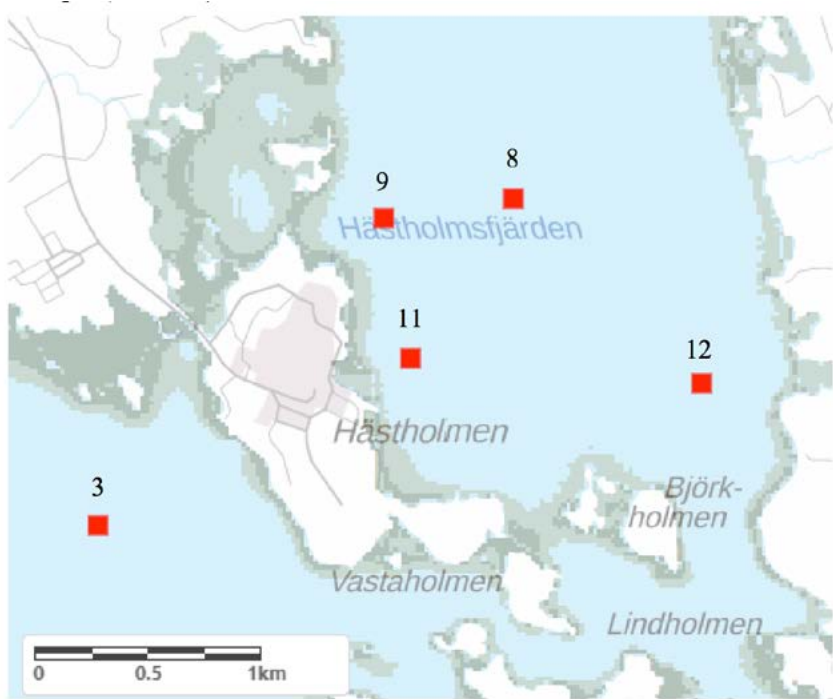 8
9
Hästholmsfjärden
11
12
Hästholmen
Björk-
holmen
3
Vastaholmen
Lindholmen
0 0.5 1km